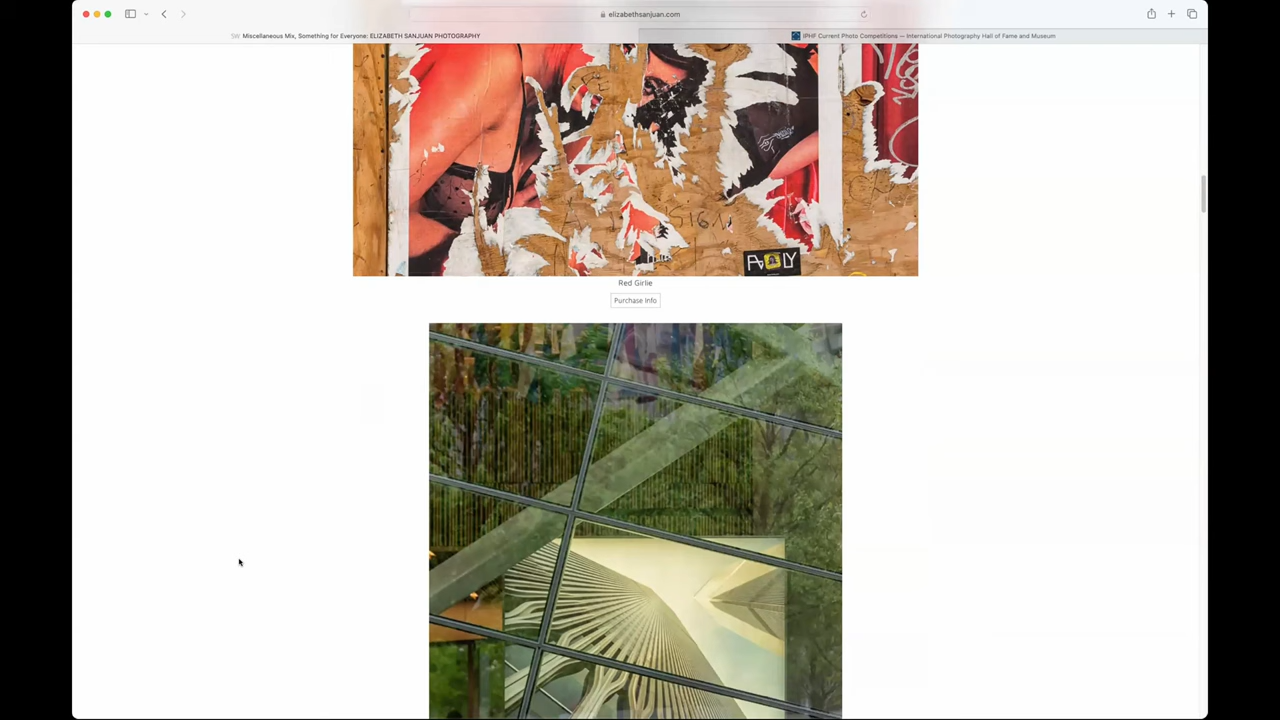 elizabethsanjuan.com
SW Miscellaneous Mix, Something for Everyone: ELIZABETH SANJUAN PHOTOGRAPHY
IPHF Current Photo Competitions — International Photography Hall of Fame and Museum
Red Girlie
Purchase Info